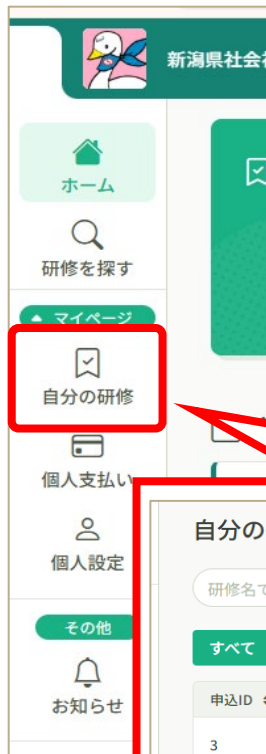 新潟県社会
ホーム
研修を探す
マイページ
自分の研修
個人支払い
個人設定
その他
お知らせ
自分の
研修名で
すべて
申込ID
3